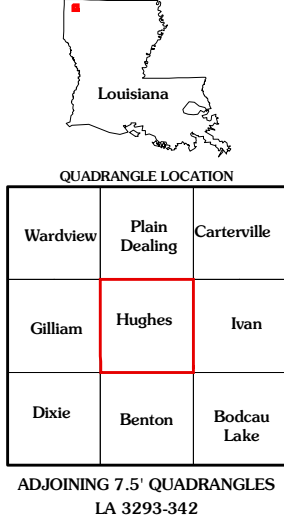 Louisiana
QUADRANGLE LOCATION
Wardview
Plain
Dealing
Carterville
Gilliam
Hughes
Ivan
Dixie
Benton
Bodcau
Lake
ADJOINING 7.5' QUADRANGLES
LA 3293-342